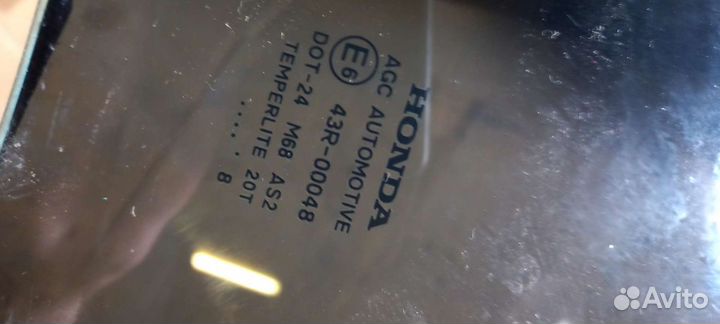 HONDA
AGC AUTOMOTIVE
E6 43R-00048
DOT-24 M68 AS2
TEMPERLITE 20T
.... . 8
Avito